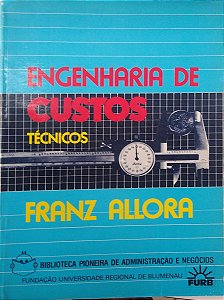 ENGENHARIA DE
CUSTOS
TÉCNICOS
FRANZ ALLORA
BIBLIOTECA PIONEIRA DE ADMINISTRAÇÃO E NEGÓCIOS
FUNDAÇÃO UNIVERSIDADE REGIONAL DE BLUMENAU
FURB